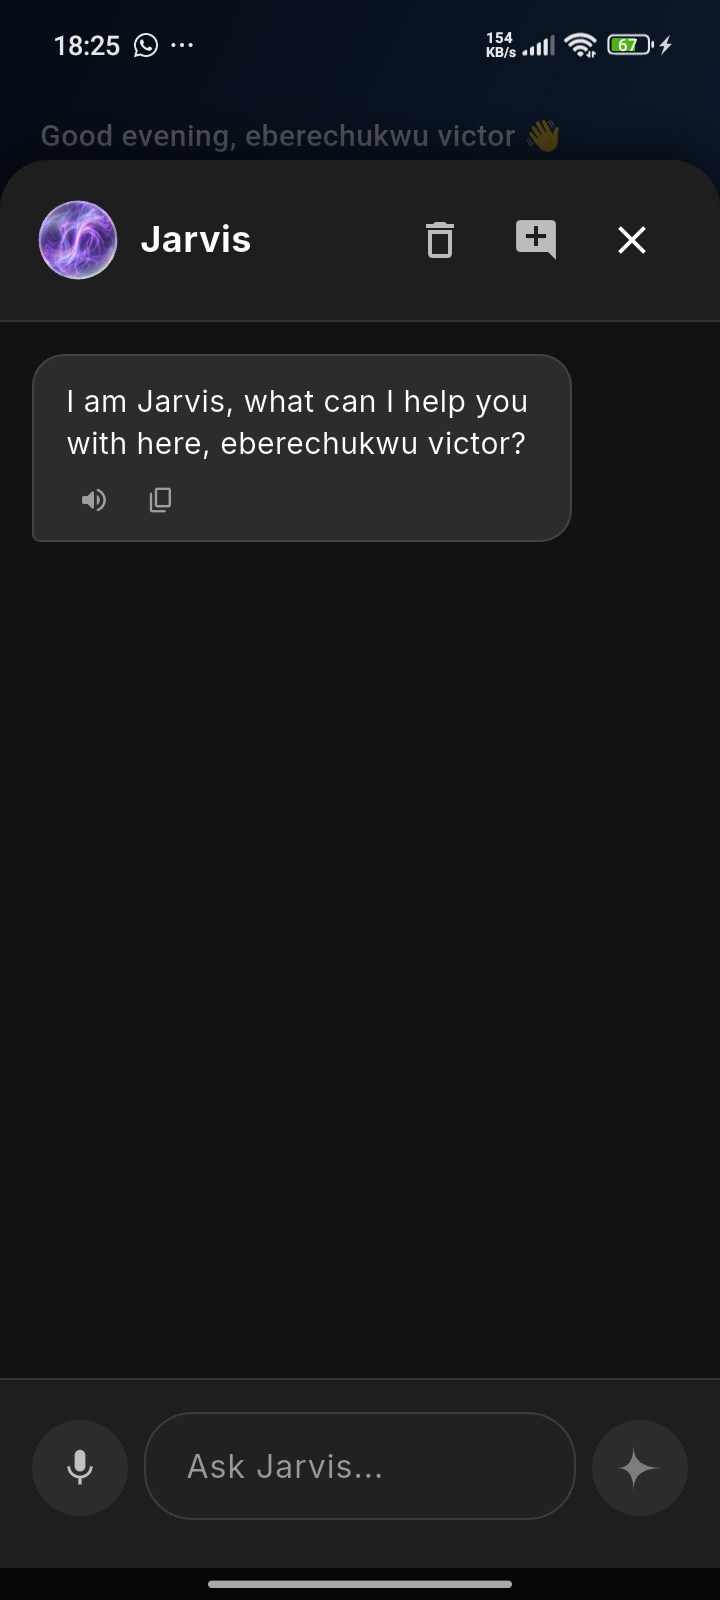 18:25
154
KB/s
67
Good evening, eberechukwu victor 👋
Jarvis
I am Jarvis, what can I help you
with here, eberechukwu victor?
Ask Jarvis...